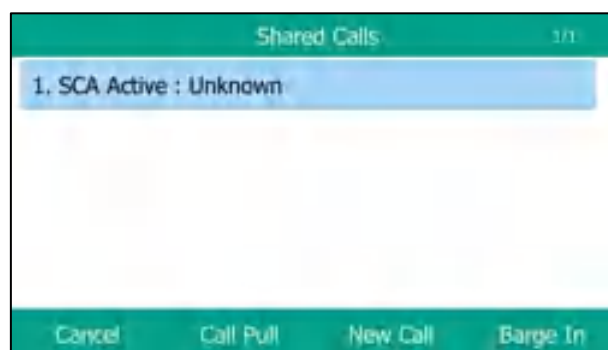 Shared Calls 1/1
1. SCA Active : Unknown
Cancel Call Pull New Call Barge In